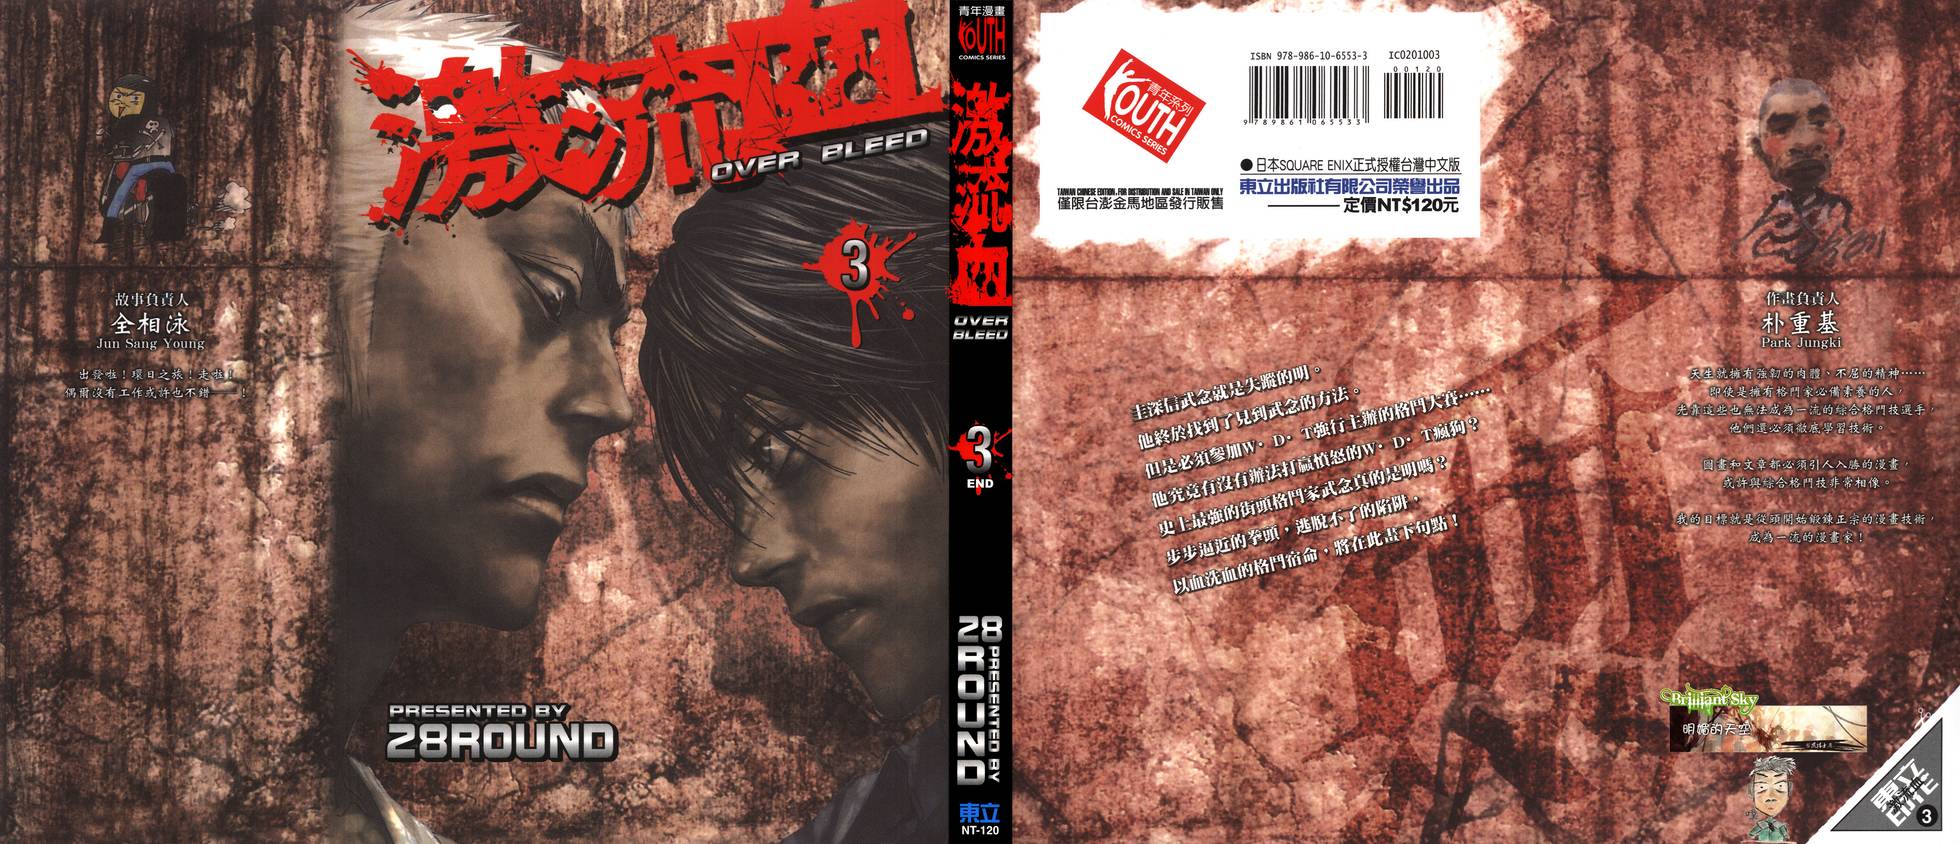 故事負責人
全相泳
Jun Sang Young
出發啦！環日之旅！走啦！
偶爾沒有工作或許也不錯——！
激流血
OVER BLEED
3
PRESENTED BY
28ROUND
青年漫畫
YOUTH
COMICS SERIES
激流血
OVER
BLEED
3
END
28ROUND
PRESENTED BY
東立
NT-120
青年系列
YOUTH
COMICS SERIES
ISBN 978-986-10-6553-3
IC0201003
00120
9789861065533
●日本SQUARE ENIX正式授權台灣中文版
東立出版社有限公司榮譽出品
定價NT$120元
TAIWAN CHINESE EDITION, FOR DISTRIBUTION AND SALE IN TAIWAN ONLY
僅限台澎金馬地區發行販售
圭深信武念就是失蹤的明。
他終於找到了見到武念的方法。
但是必須參加W・D・T強行主辦的格鬥大賽……
他究竟有沒有辦法打贏憤怒的W・D・T瘋狗？
史上最強的街頭格鬥家武念真的是明嗎？
步步逼近的拳頭，逃脫不了的陷阱，
以血洗血的格鬥宿命，將在此畫下句點！
作畫負責人
朴重基
Park Jungki
天生就擁有強韌的肉體、不屈的精神……
即使是擁有格鬥家必備素養的人，
光靠這些也無法成為一流的綜合格鬥技選手，
他們還必須徹底學習技術。
圖畫和文章都必須引人入勝的漫畫，
或許與綜合格鬥技非常相像。
我的目標就是從頭開始鍛鍊正宗的漫畫技術，
成為一流的漫畫家！
Brilliant Sky
明媚的天空
東立
3